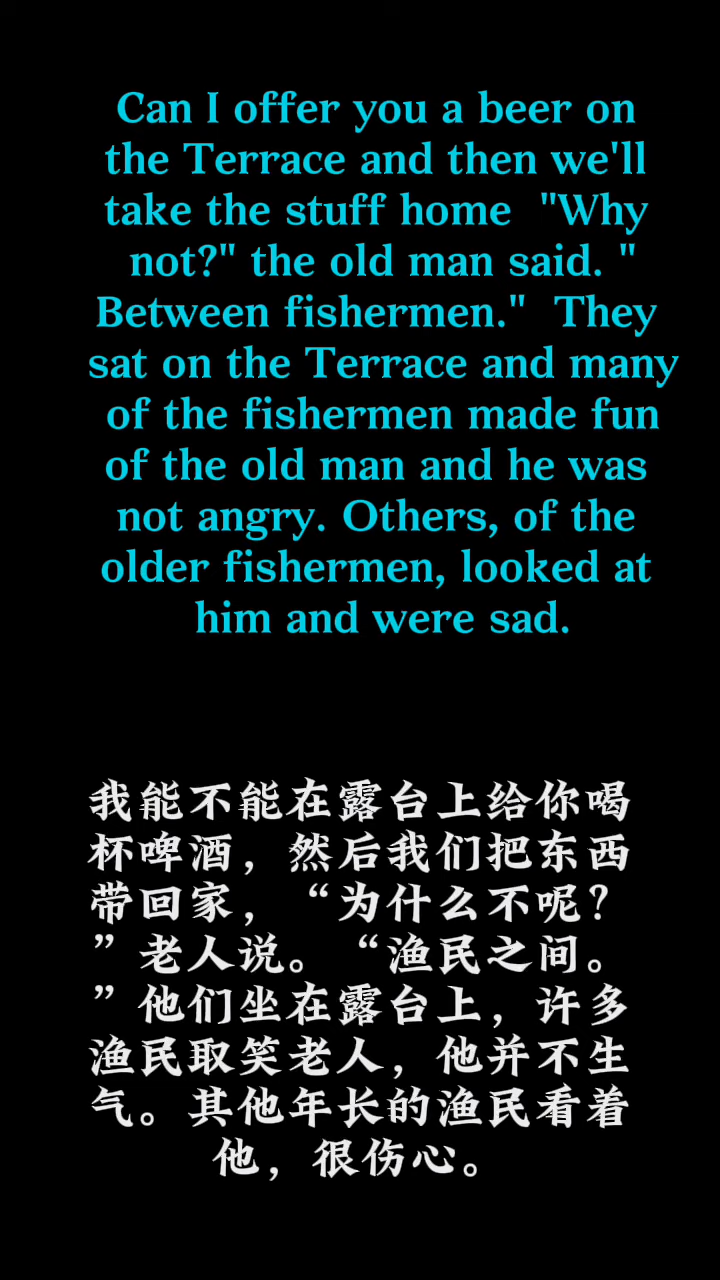 Can I offer you a beer on
the Terrace and then we'll
take the stuff home  "Why
not?" the old man said. "
Between fishermen."  They
sat on the Terrace and many
of the fishermen made fun
of the old man and he was
not angry. Others, of the
older fishermen, looked at
him and were sad.
我能不能在露台上给你喝
杯啤酒，然后我们把东西
带回家，“为什么不呢？
”老人说。“渔民之间。
”他们坐在露台上，许多
渔民取笑老人，他并不生
气。其他年长的渔民看着
他，很伤心。